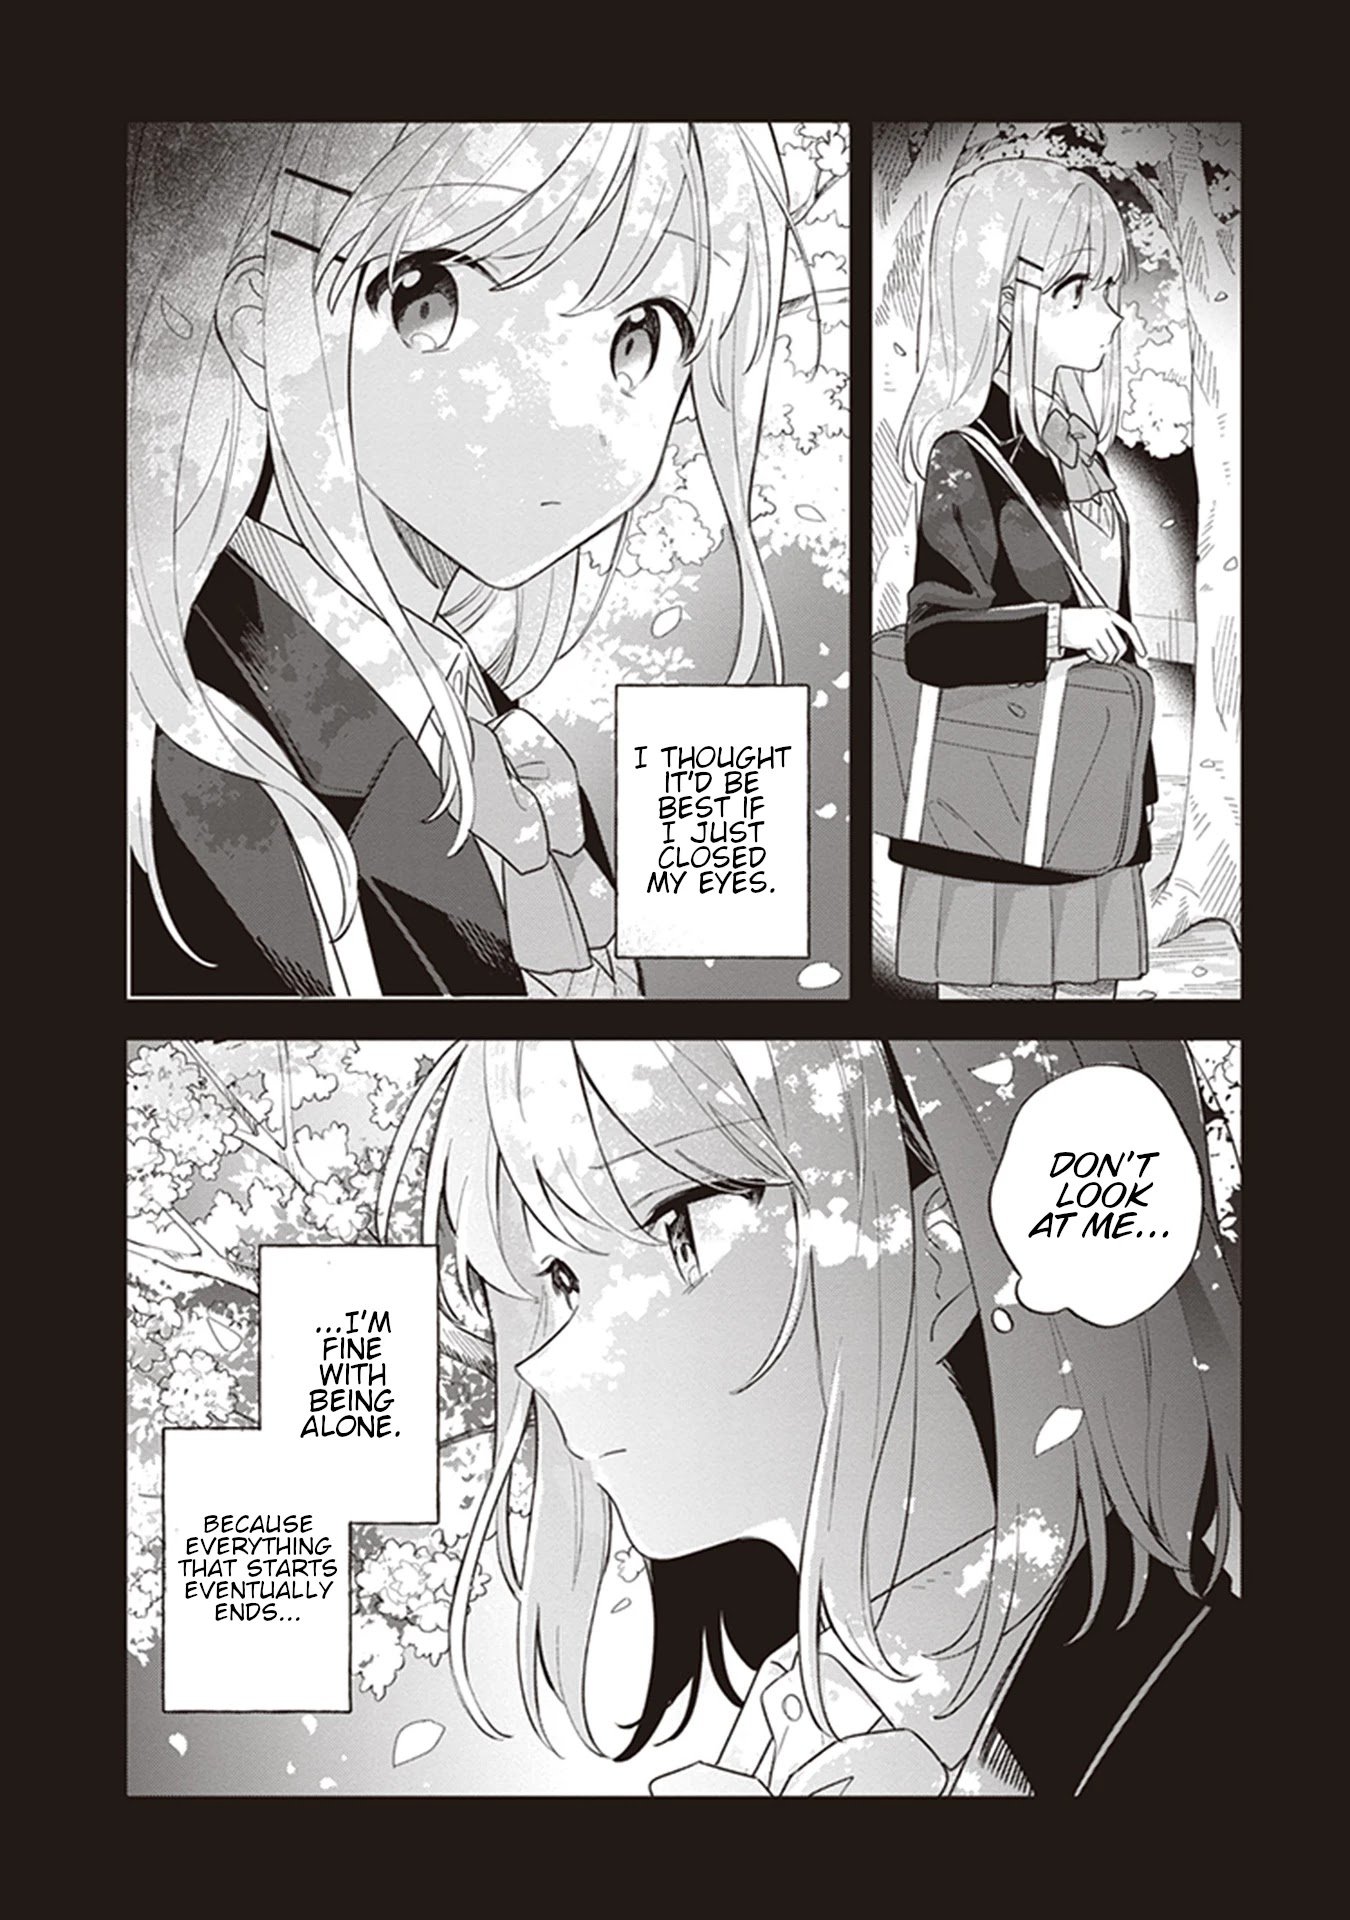 I THOUGHT
IT'D BE
BEST IF
I JUST
CLOSED
MY EYES.
DON'T
LOOK
AT ME...
...I'M
FINE
WITH
BEING
ALONE.
BECAUSE
EVERYTHING
THAT STARTS
EVENTUALLY
ENDS...